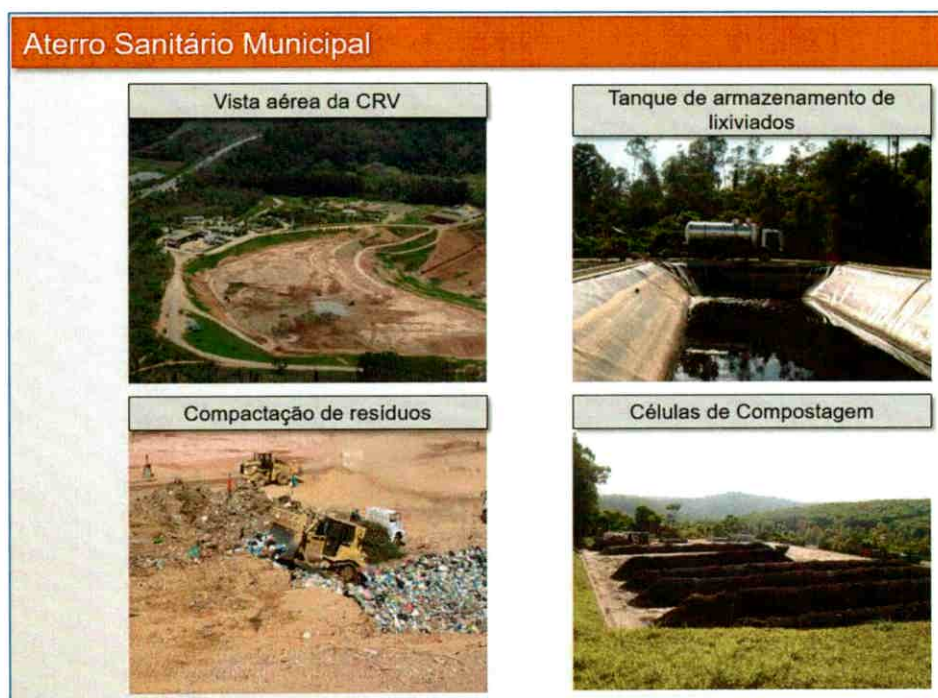 Aterro Sanitário Municipal
Vista aérea da CRV
Tanque de armazenamento de
lixiviados
Compactação de resíduos
Células de Compostagem